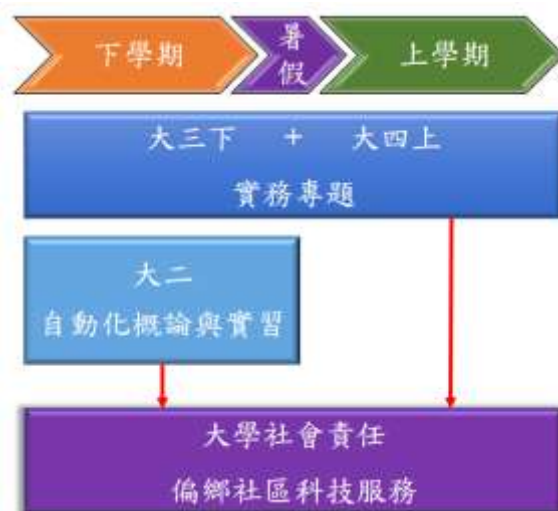 下學期
暑假
上學期
大三下 + 大四上
實務專題
大二
自動化概論與實習
大學社會責任
偏鄉社區科技服務